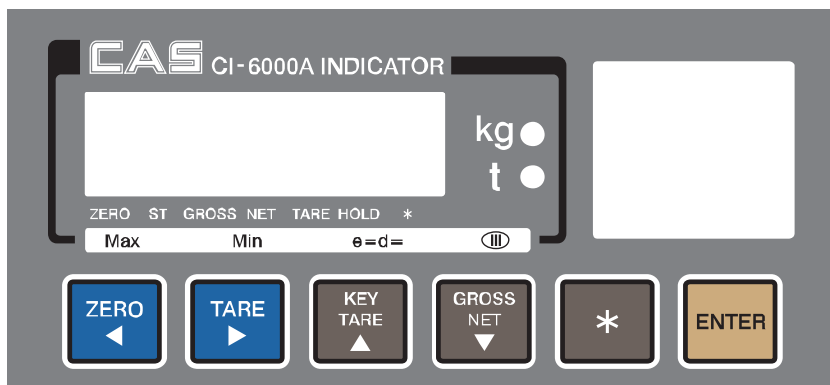 CAS CI-6000A INDICATOR
kg
t
ZERO ST GROSS NET TARE HOLD *
Max Min e=d= III
ZERO
TARE
KEY
TARE
GROSS
NET
*
ENTER